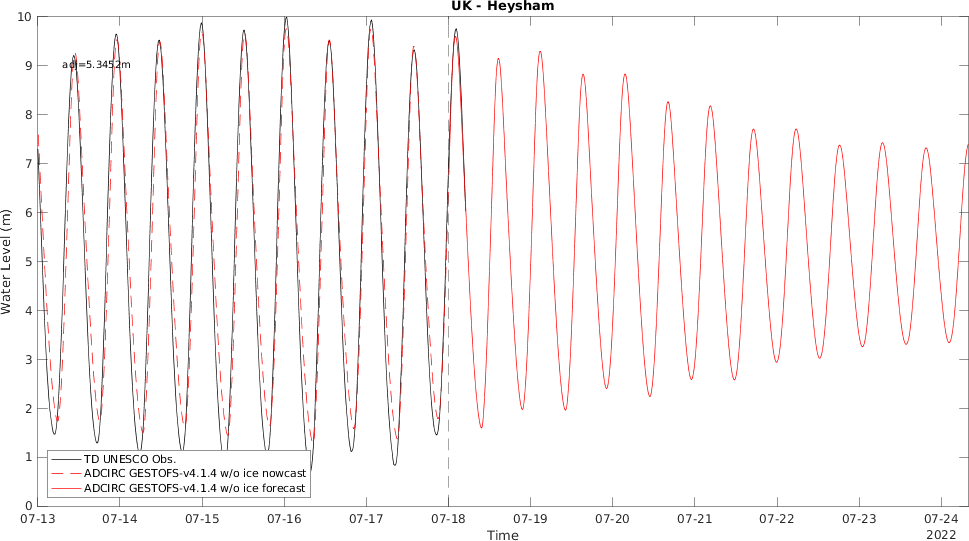 UK - Heysham
10
9
8
7
6
5
4
3
2
1
0
Water Level (m)
adj=5.3452m
TD UNESCO Obs.
ADCIRC GESTOFS-v4.1.4 w/o ice nowcast
ADCIRC GESTOFS-v4.1.4 w/o ice forecast
07-13 07-14 07-15 07-16 07-17 07-18 07-19 07-20 07-21 07-22 07-23 07-24
Time
2022